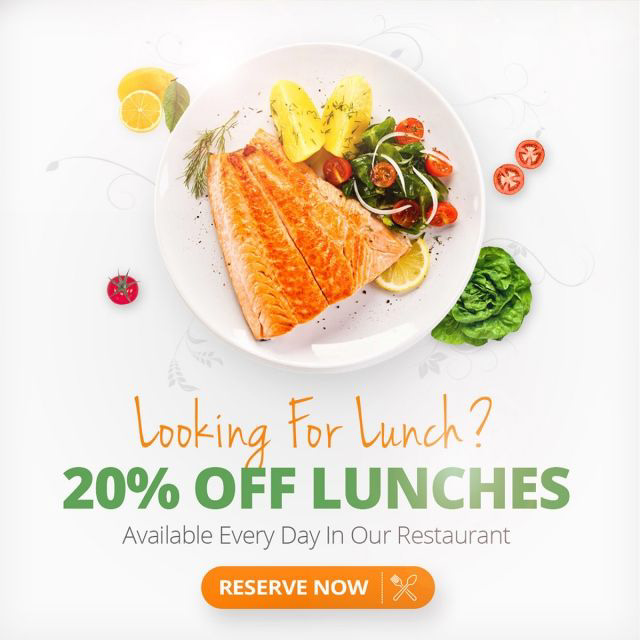 Looking For Lunch?
20% OFF LUNCHES
Available Every Day In Our Restaurant
RESERVE NOW